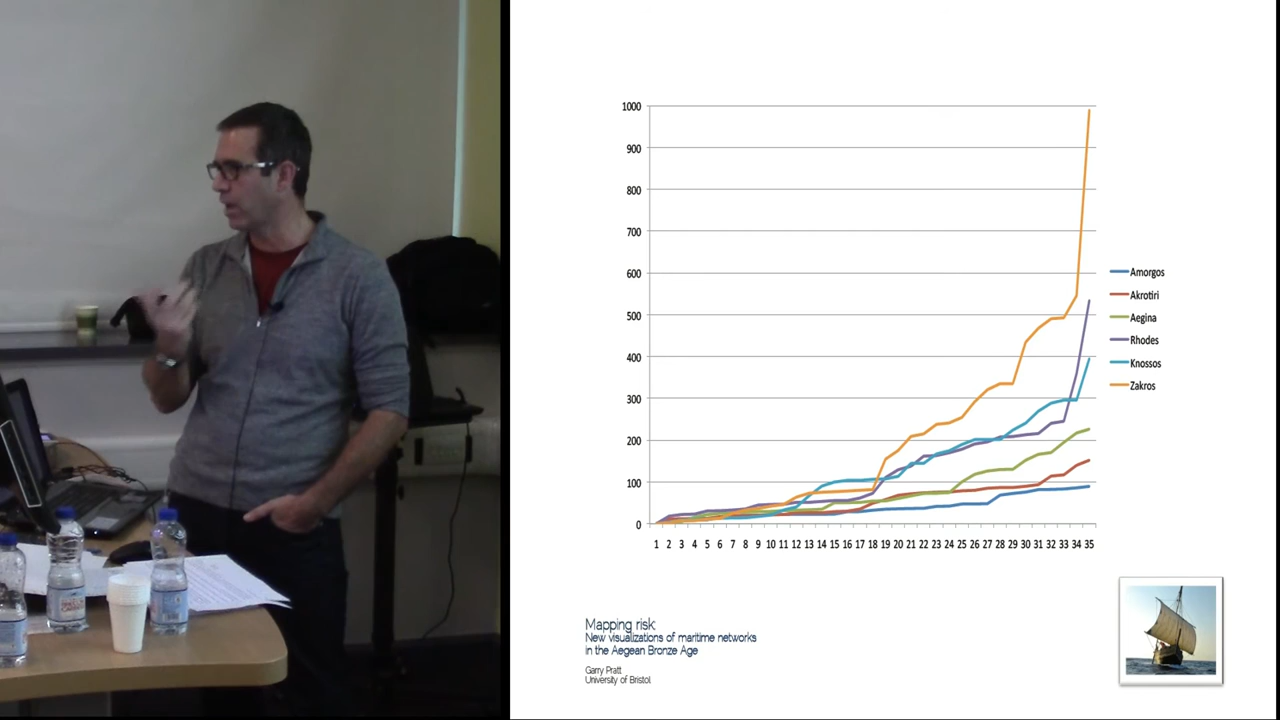 1000
900
800
700
600
500
400
300
200
100
0
1 2 3 4 5 6 7 8 9 10 11 12 13 14 15 16 17 18 19 20 21 22 23 24 25 26 27 28 29 30 31 32 33 34 35
Amorgos
Akrotiri
Aegina
Rhodes
Knossos
Zakros
Mapping risk:
New visualizations of maritime networks
in the Aegean Bronze Age
Garry Pratt
University of Bristol